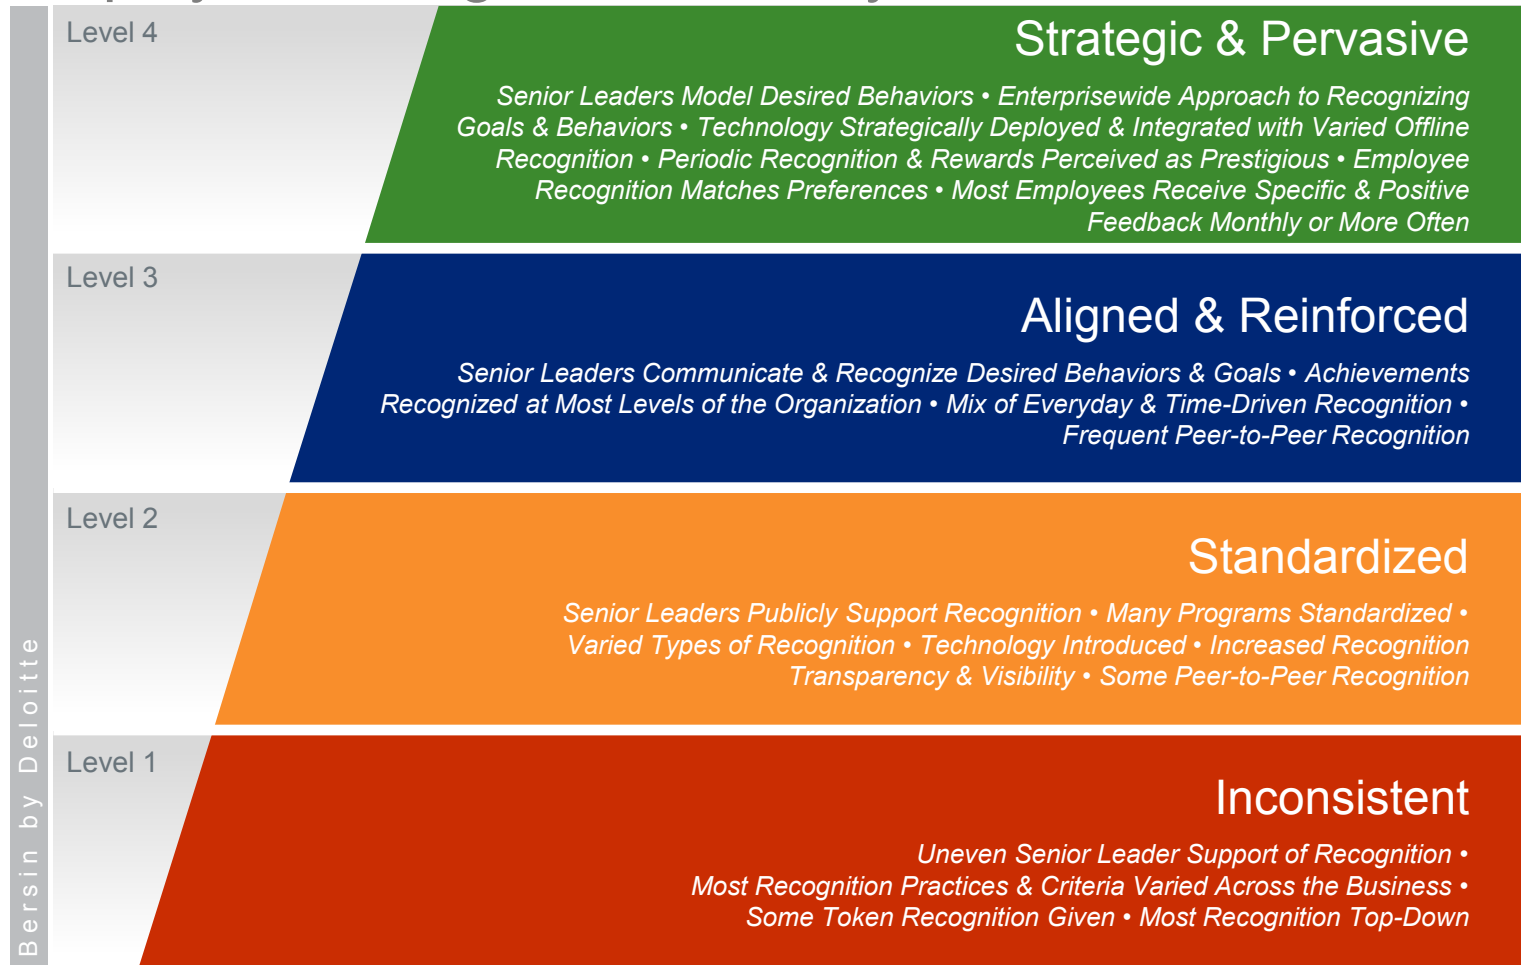 Level 4
Strategic & Pervasive
Senior Leaders Model Desired Behaviors • Enterprisewide Approach to Recognizing
Goals & Behaviors • Technology Strategically Deployed & Integrated with Varied Offline
Recognition • Periodic Recognition & Rewards Perceived as Prestigious • Employee
Recognition Matches Preferences • Most Employees Receive Specific & Positive
Feedback Monthly or More Often
Level 3
Aligned & Reinforced
Senior Leaders Communicate & Recognize Desired Behaviors & Goals • Achievements
Recognized at Most Levels of the Organization • Mix of Everyday & Time-Driven Recognition •
Frequent Peer-to-Peer Recognition
Level 2
Standardized
Senior Leaders Publicly Support Recognition • Many Programs Standardized •
Varied Types of Recognition • Technology Introduced • Increased Recognition
Transparency & Visibility • Some Peer-to-Peer Recognition
Level 1
Inconsistent
Uneven Senior Leader Support of Recognition •
Most Recognition Practices & Criteria Varied Across the Business •
Some Token Recognition Given • Most Recognition Top-Down
Bersin by Deloitte